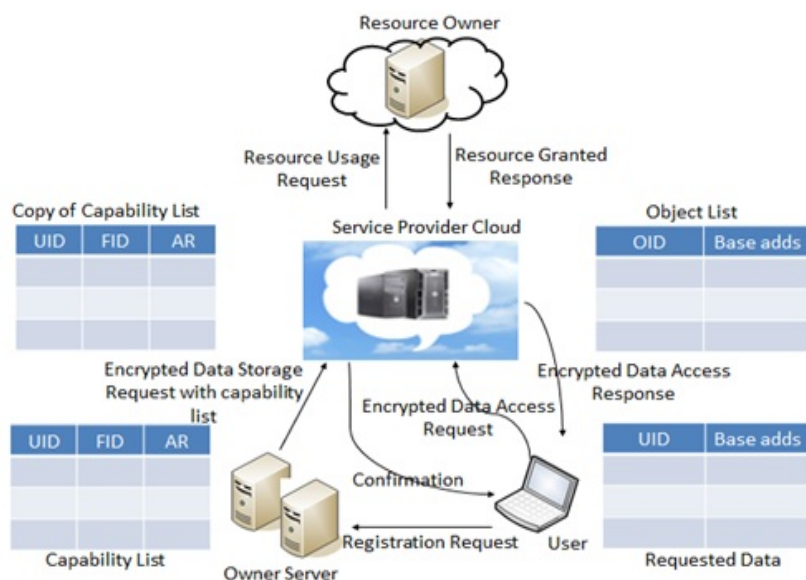 Resource Owner
Resource Usage
Request
Resource Granted
Response
Copy of Capability List
UID FID AR
Service Provider Cloud
Object List
OID Base adds
Encrypted Data Storage
Request with capability
list
Encrypted Data Access
Request
Encrypted Data Access
Response
UID FID AR
Capability List
Confirmation
Registration Request
Owner Server
User
UID Base adds
Requested Data